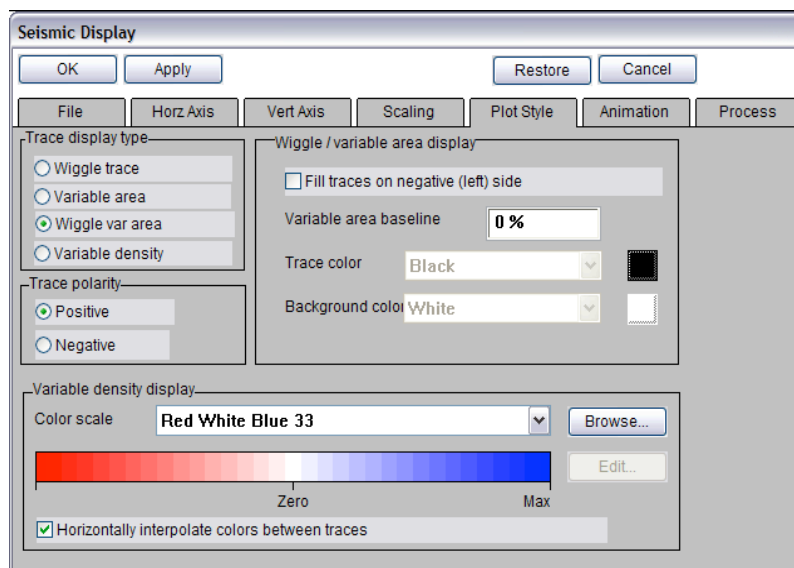 Seismic Display
OK Apply Restore Cancel
File Horz Axis Vert Axis Scaling Plot Style Animation Process
Trace display type
Wiggle trace
Variable area
Wiggle var area
Variable density
Trace polarity
Positive
Negative
Wiggle / variable area display
Fill traces on negative (left) side
Variable area baseline 0 %
Trace color Black
Background color White
Variable density display
Color scale Red White Blue 33 Browse...
Edit...
Zero Max
Horizontally interpolate colors between traces